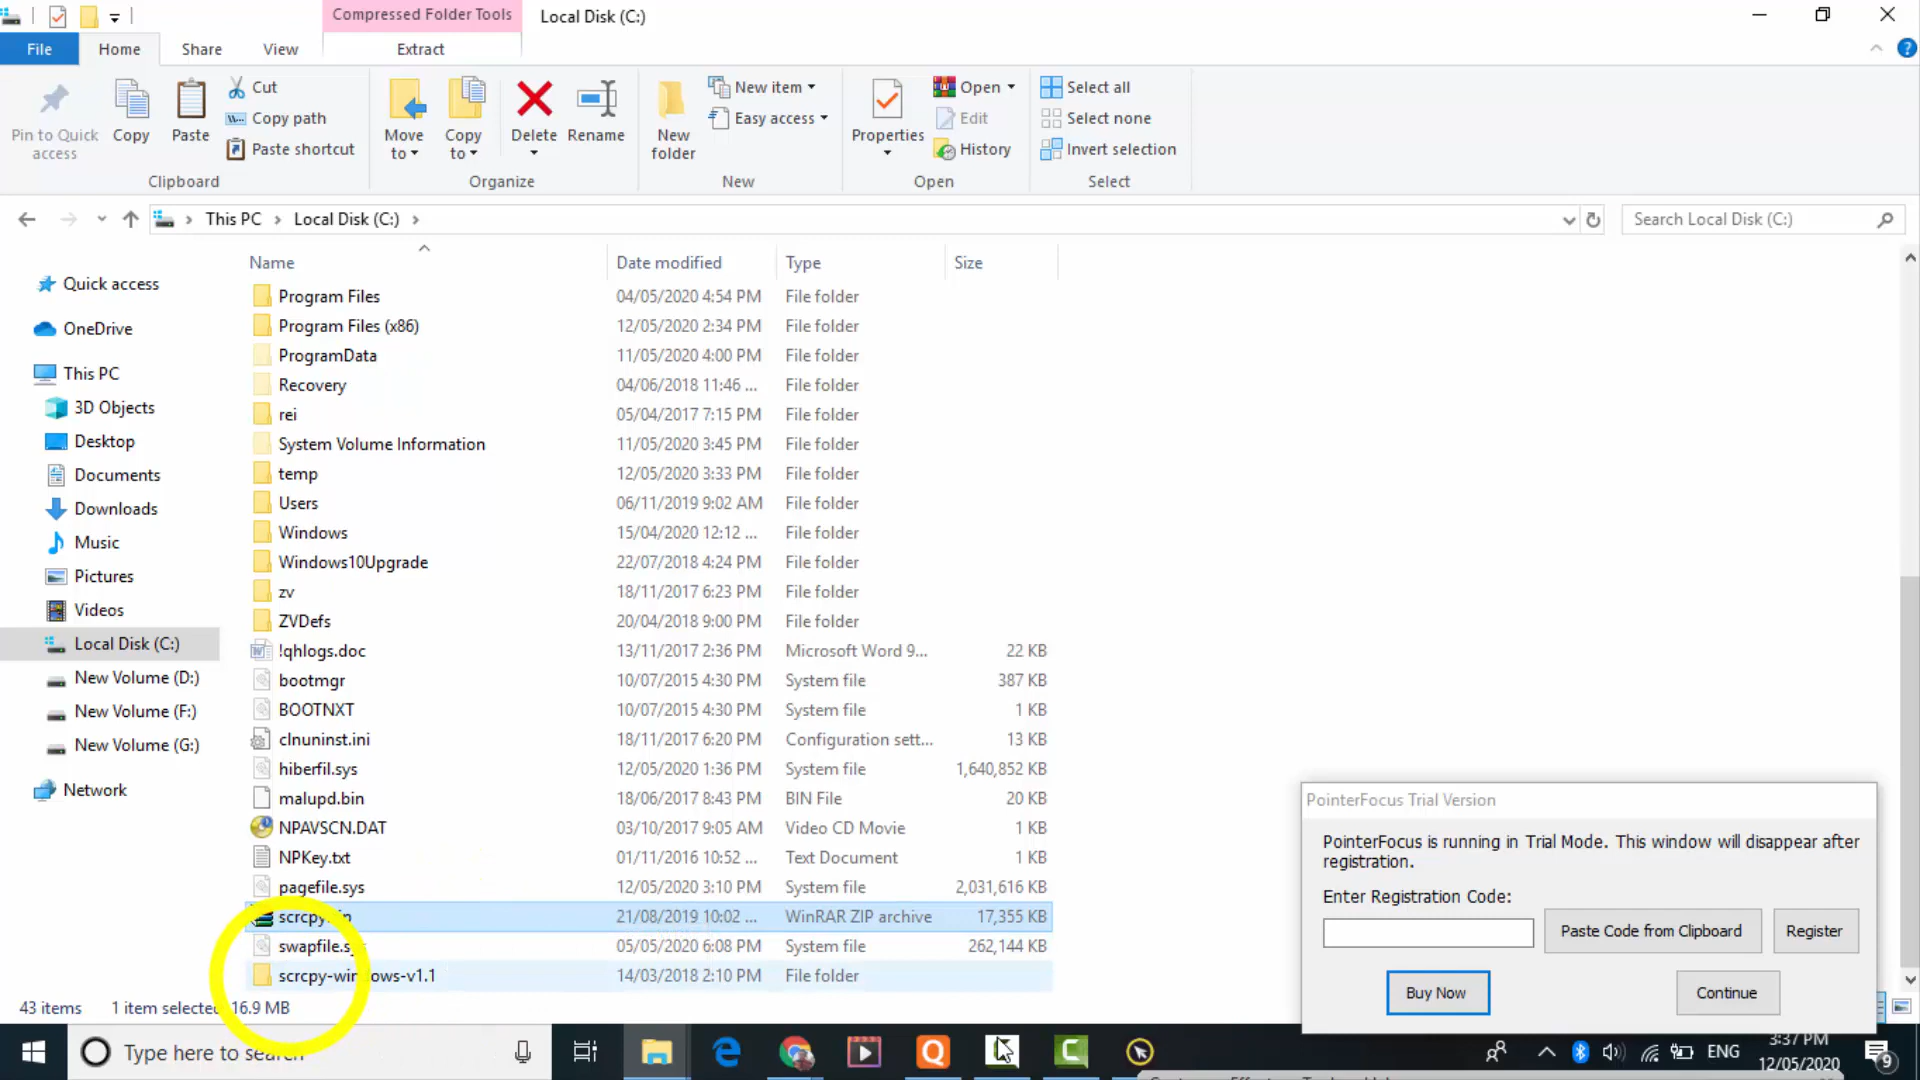 Compressed Folder Tools
Local Disk (C:)
File
Home
Share
View
Extract
Pin to Quick access
Copy
Paste
Cut
Copy path
Paste shortcut
Move to
Copy to
Delete
Rename
New folder
New item
Easy access
Properties
Open
Edit
History
Select all
Select none
Invert selection
Clipboard
Organize
New
Open
Select
This PC > Local Disk (C:) >
Search Local Disk (C:)
Name Date modified Type Size
Quick access
OneDrive
This PC
3D Objects
Desktop
Documents
Downloads
Music
Pictures
Videos
Local Disk (C:)
New Volume (D:)
New Volume (F:)
New Volume (G:)
Network
Program Files 04/05/2020 4:54 PM File folder
Program Files (x86) 12/05/2020 2:34 PM File folder
ProgramData 11/05/2020 4:00 PM File folder
Recovery 04/06/2018 11:46 ... File folder
rei 05/04/2017 7:15 PM File folder
System Volume Information 11/05/2020 3:45 PM File folder
temp 12/05/2020 3:33 PM File folder
Users 06/11/2019 9:02 AM File folder
Windows 15/04/2020 12:12 ... File folder
Windows10Upgrade 22/07/2018 4:24 PM File folder
zv 18/11/2017 6:23 PM File folder
ZVDefs 20/04/2018 9:00 PM File folder
!qhlogs.doc 13/11/2017 2:36 PM Microsoft Word 9... 22 KB
bootmgr 10/07/2015 4:30 PM System file 387 KB
BOOTNXT 10/07/2015 4:30 PM System file 1 KB
clnuninst.ini 18/11/2017 6:20 PM Configuration sett... 13 KB
hiberfil.sys 12/05/2020 1:36 PM System file 1,640,852 KB
malupd.bin 18/06/2017 8:43 PM BIN File 20 KB
NPAVSCN.DAT 03/10/2017 9:05 AM Video CD Movie 1 KB
NPKey.txt 01/11/2016 10:52 ... Text Document 1 KB
pagefile.sys 12/05/2020 3:10 PM System file 2,031,616 KB
21/08/2019 10:02 ... WinRAR ZIP archive 17,355 KB
05/05/2020 6:08 PM System file 262,144 KB
scrcpy-windows-v1.1 14/03/2018 2:10 PM File folder
43 items 1 item selected 16.9 MB
PointerFocus Trial Version
PointerFocus is running in Trial Mode. This window will disappear after
registration.
Enter Registration Code:
Paste Code from Clipboard
Register
Buy Now
Continue
Type here to search
ENG
3:37 PM
12/05/2020
9